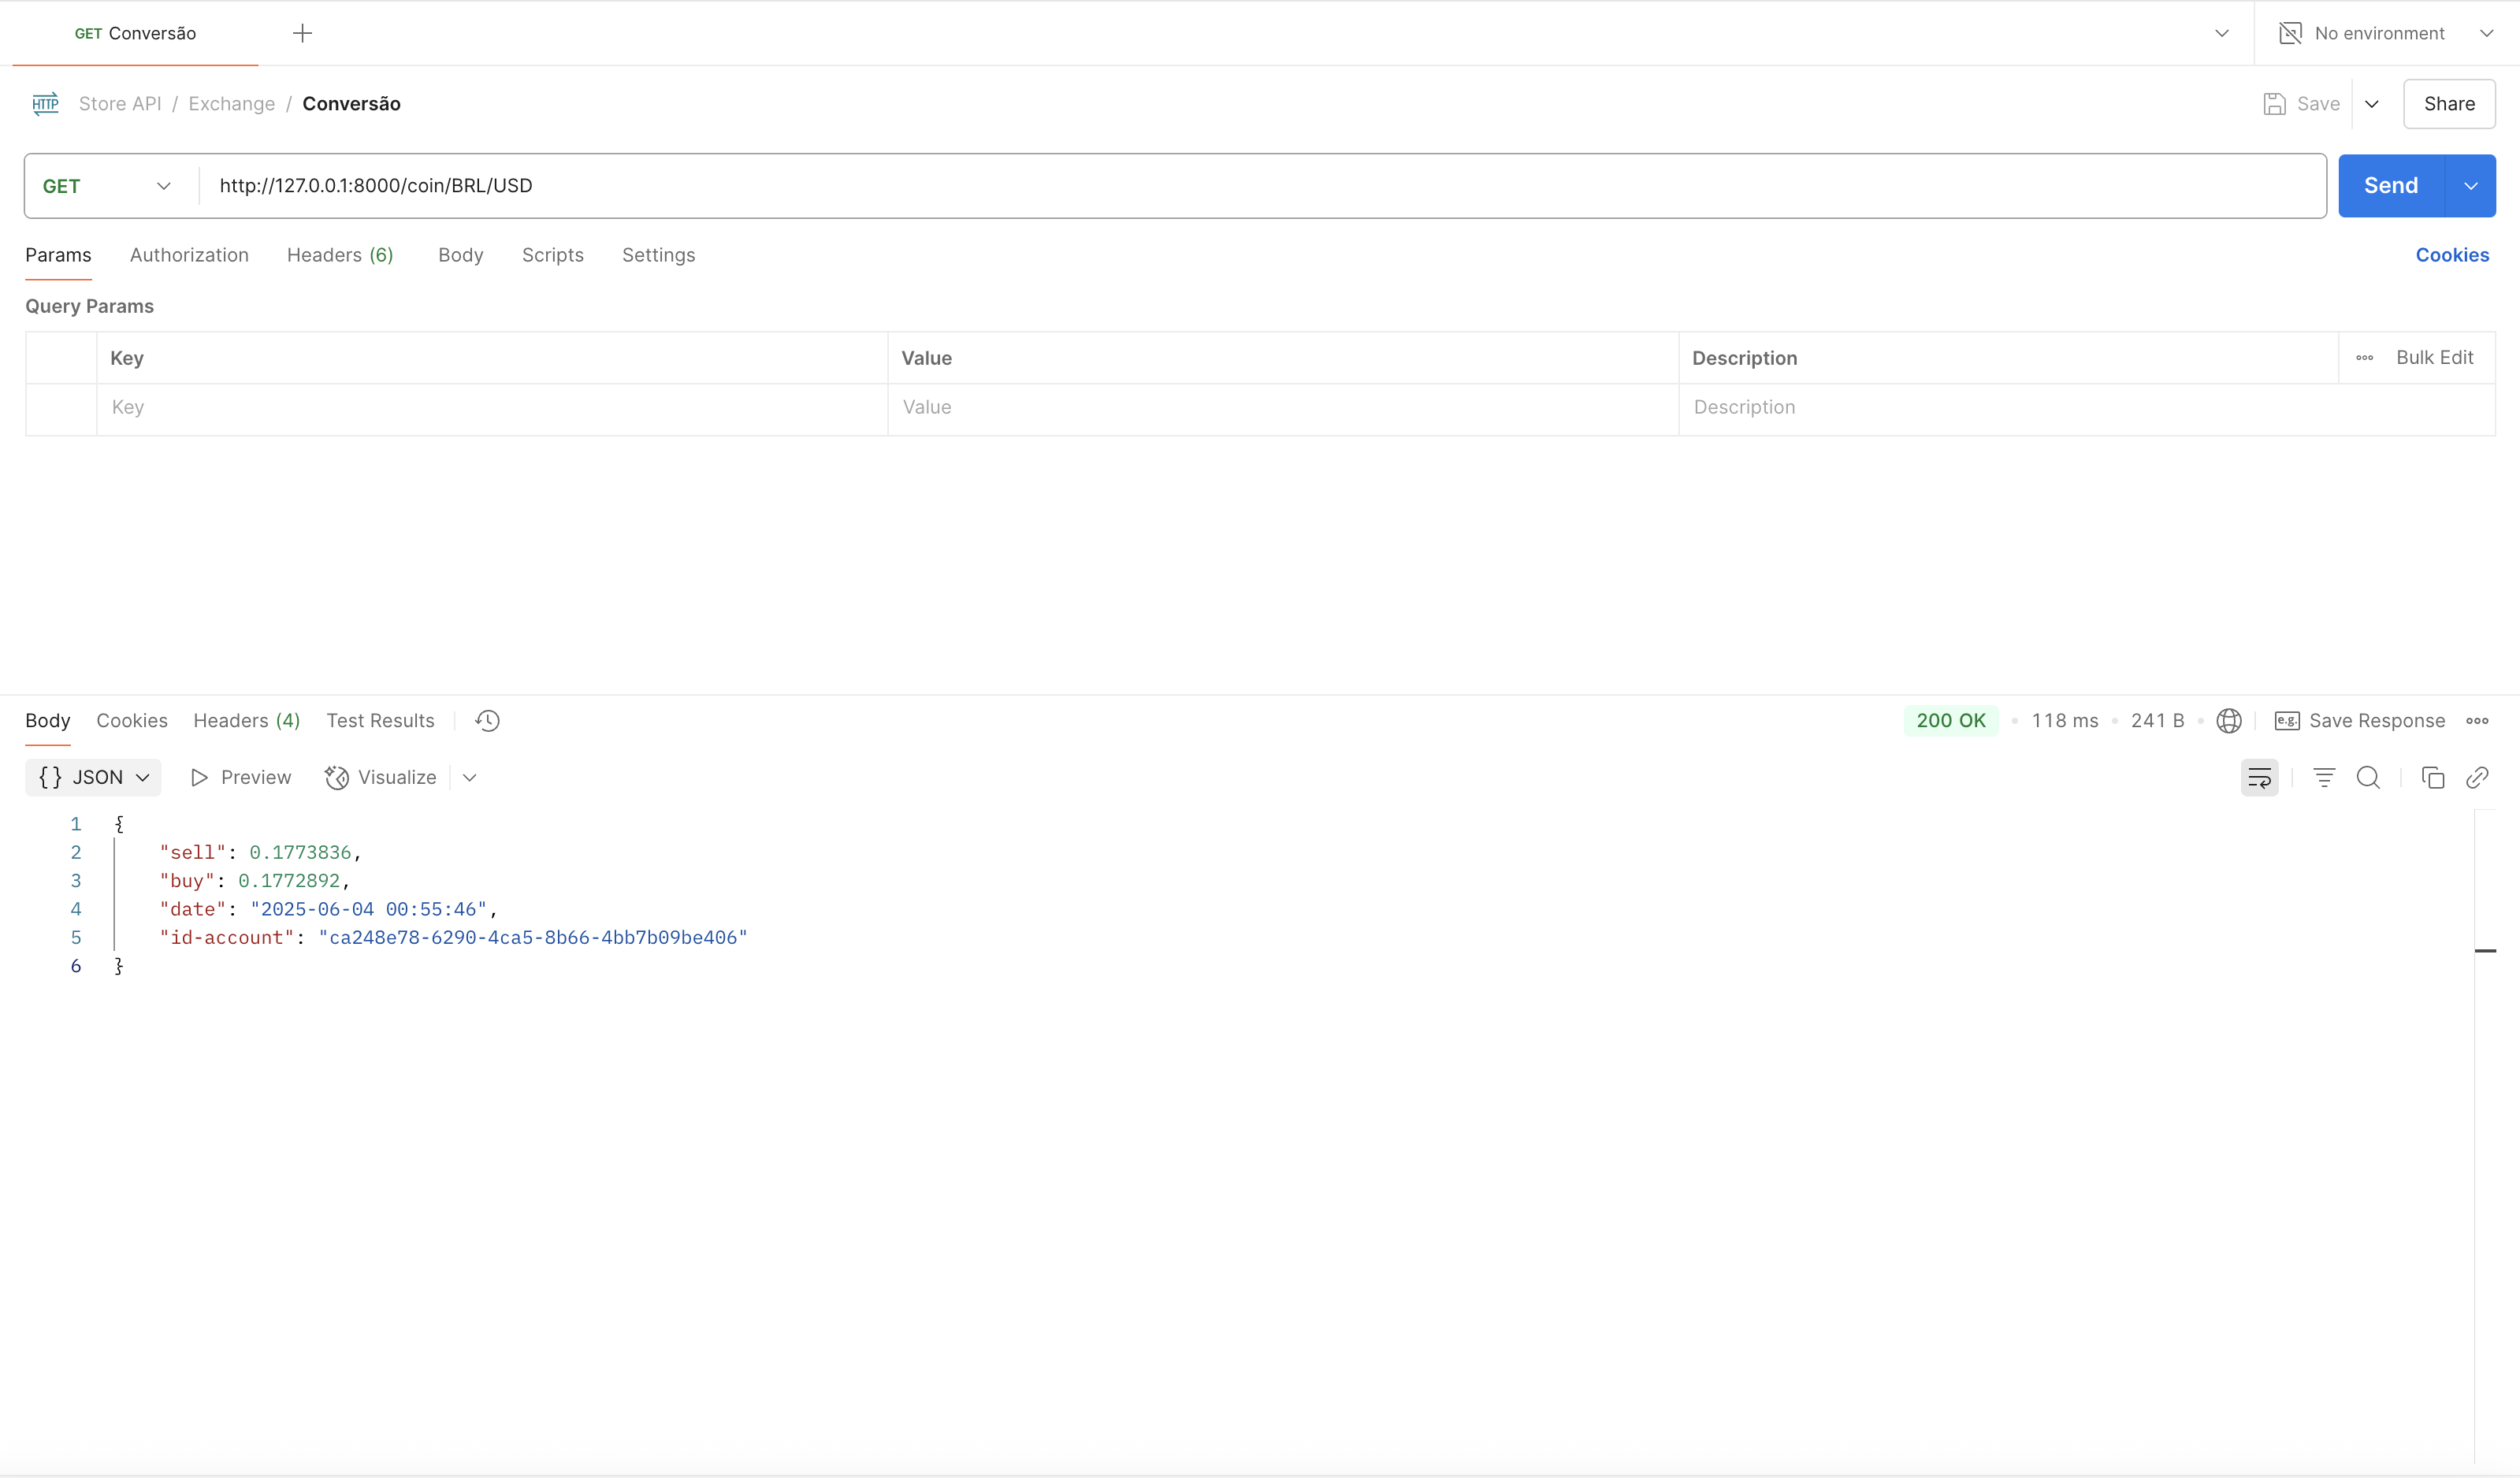 GET Conversão
No environment
HTTP Store API / Exchange / Conversão
Save
Share
GET http://127.0.0.1:8000/coin/BRL/USD
Send
Params Authorization Headers (6) Body Scripts Settings
Cookies
Query Params
Key Value Description Bulk Edit
Key Value Description
Body Cookies Headers (4) Test Results
200 OK • 118 ms • 241 B • e.g. Save Response
{} JSON Preview Visualize
1 {
2 "sell": 0.1773836,
3 "buy": 0.1772892,
4 "date": "2025-06-04 00:55:46",
5 "id-account": "ca248e78-6290-4ca5-8b66-4bb7b09be406"
6 }